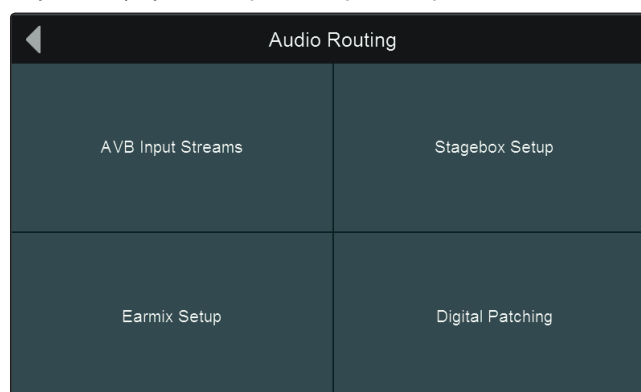 Audio Routing
AVB Input Streams
Stagebox Setup
Earmix Setup
Digital Patching